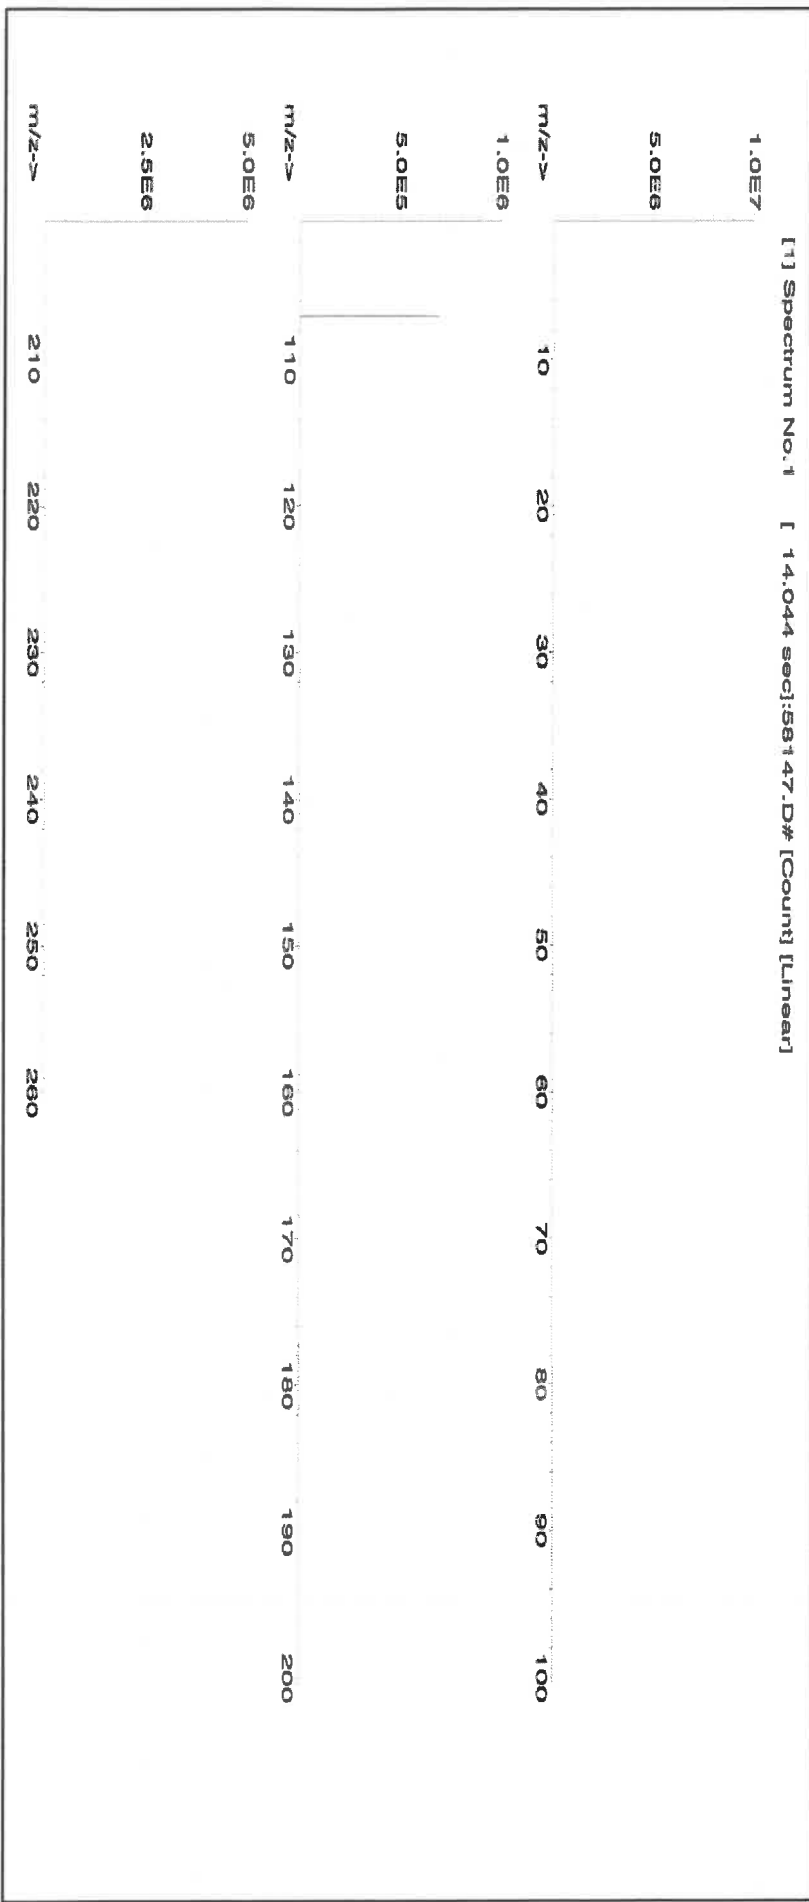 [1] Spectrum No.1 [ 14.044 sec]:58147.D# [Count] [Linear]
1.0E7
5.0E6
m/z-> 10 20 30 40 50 60 70 80 90 100
1.0E6
5.0E5
m/z-> 110 120 130 140 150 160 170 180 190 200
5.0E6
2.5E6
m/z-> 210 220 230 240 250 260